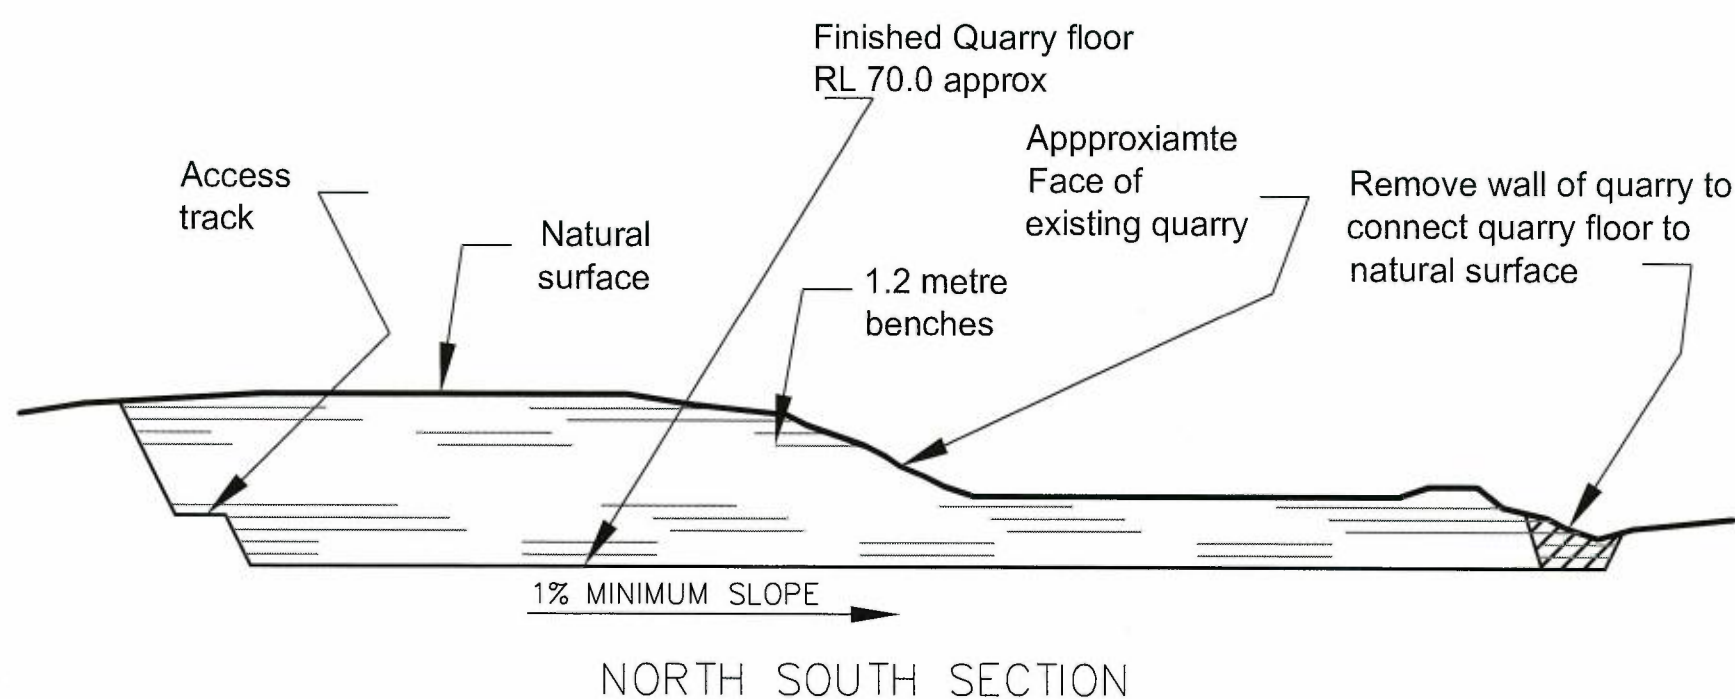 Finished Quarry floor
RL 70.0 approx
Appproxiamte
Face of
existing quarry
Access
track
Remove wall of quarry to
connect quarry floor to
natural surface
Natural
surface
1.2 metre
benches
1% MINIMUM SLOPE
NORTH SOUTH SECTION